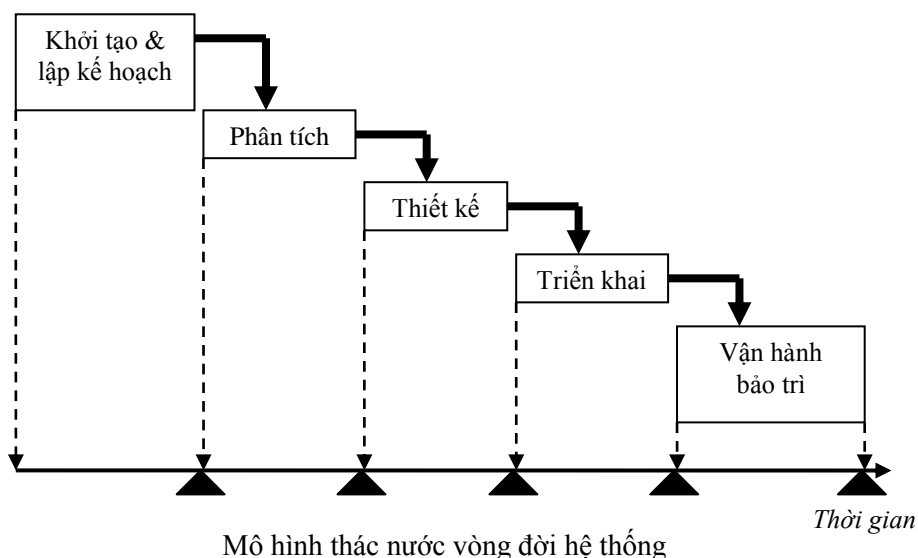 Khởi tạo &
lập kế hoạch
Phân tích
Thiết kế
Triển khai
Vận hành
bảo trì
Thời gian
Mô hình thác nước vòng đời hệ thống